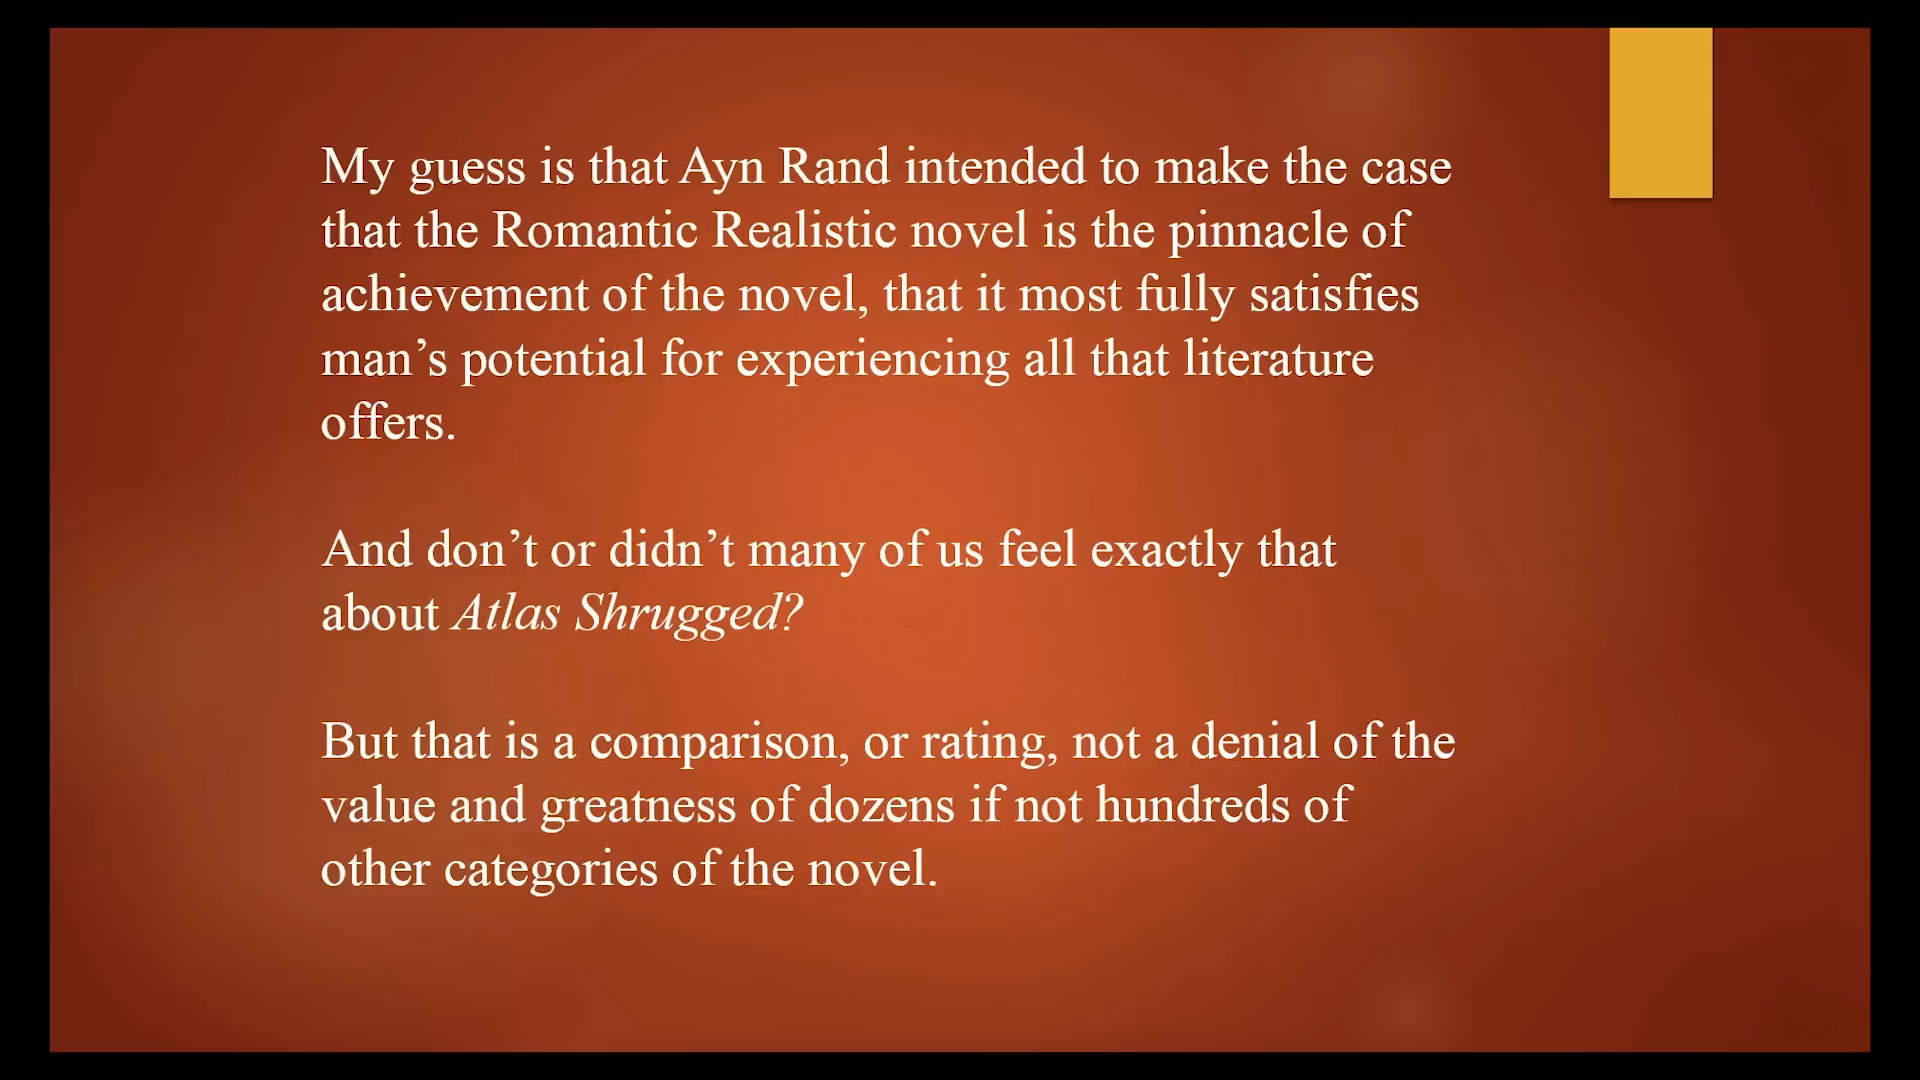 My guess is that Ayn Rand intended to make the case
that the Romantic Realistic novel is the pinnacle of
achievement of the novel, that it most fully satisfies
man’s potential for experiencing all that literature
offers.
And don’t or didn’t many of us feel exactly that
about Atlas Shrugged?
But that is a comparison, or rating, not a denial of the
value and greatness of dozens if not hundreds of
other categories of the novel.